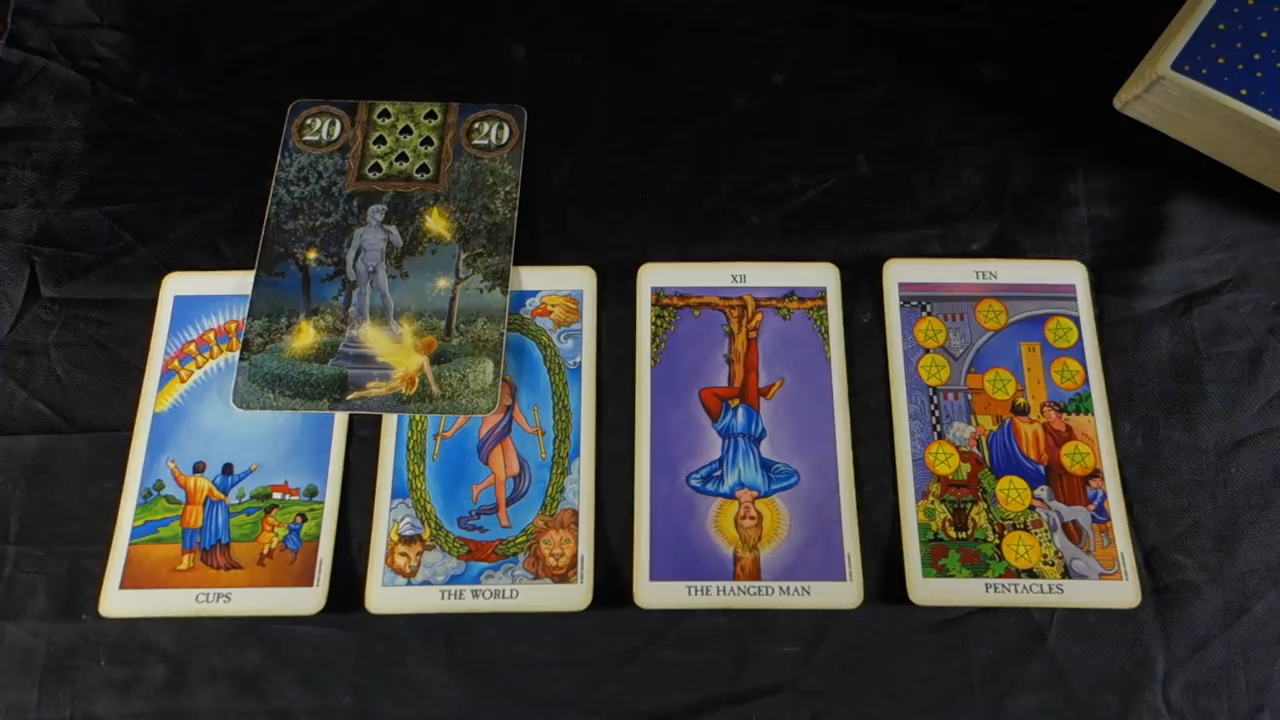 20 20
CUPS
THE WORLD
XII
THE HANGED MAN
TEN
PENTACLES